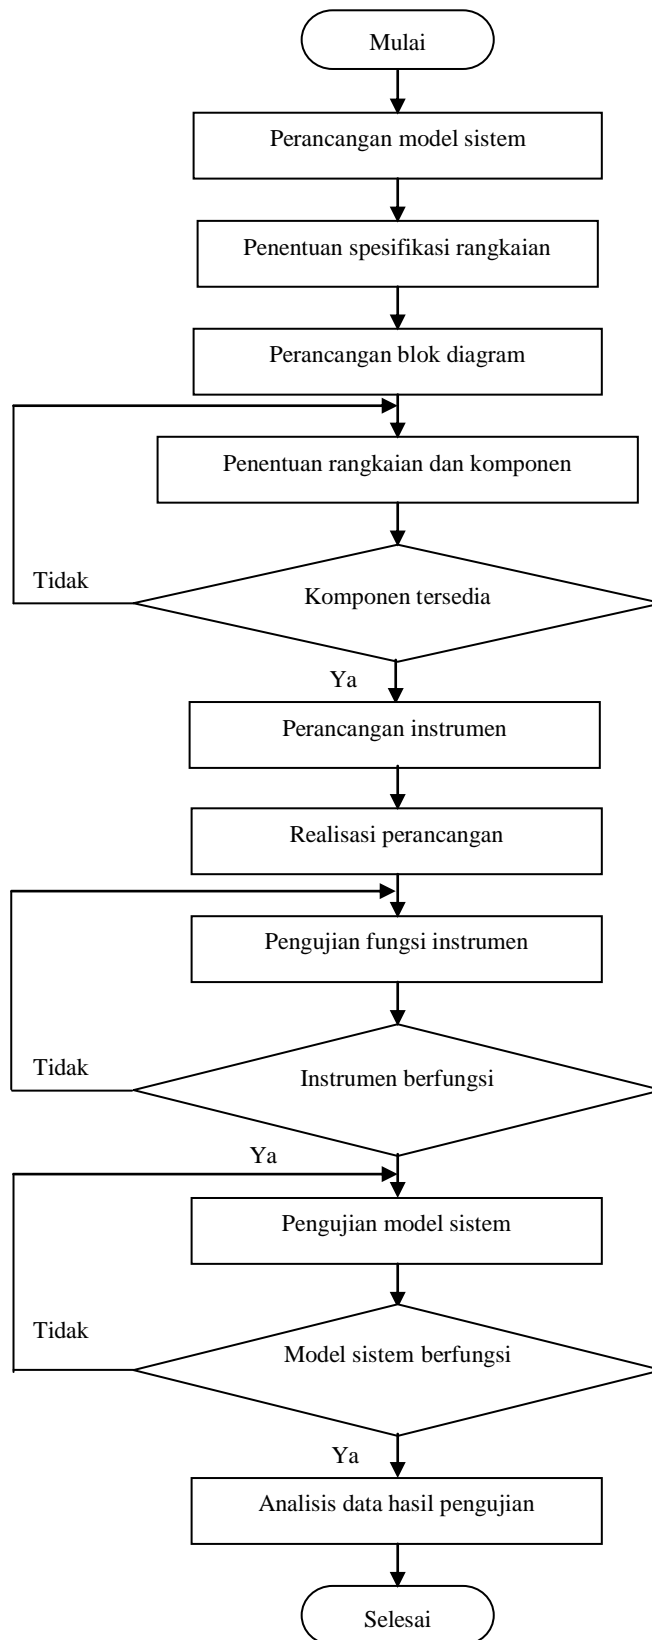 Mulai
Perancangan model sistem
Penentuan spesifikasi rangkaian
Perancangan blok diagram
Penentuan rangkaian dan komponen
Tidak
Komponen tersedia
Ya
Perancangan instrumen
Realisasi perancangan
Pengujian fungsi instrumen
Tidak
Instrumen berfungsi
Ya
Pengujian model sistem
Tidak
Model sistem berfungsi
Ya
Analisis data hasil pengujian
Selesai